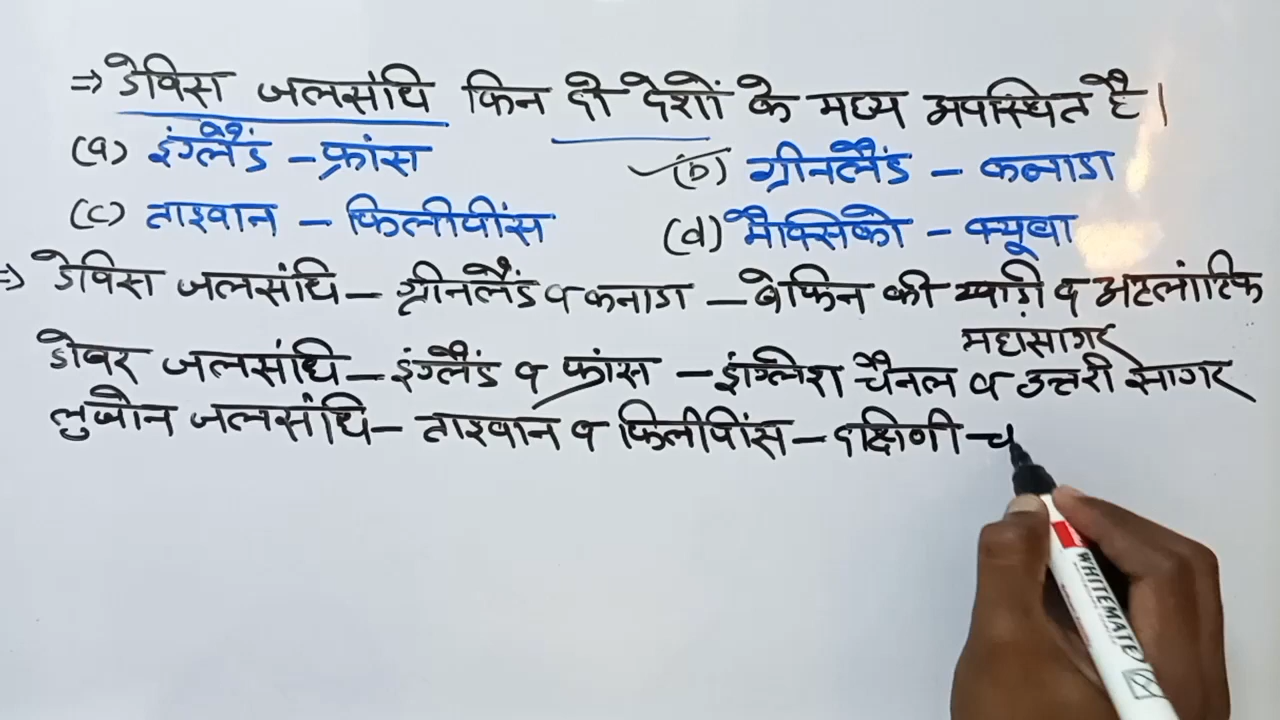 ⇒ डेविस जलसंधि किन दो देशों के मध्य अवस्थित है।
(a) इंग्लैंड – फ्रांस (b) ग्रीनलैंड – कनाडा
(c) ताइवान – फिलीपींस (d) मैक्सिको – क्यूबा
⇒ डेविस जलसंधि – ग्रीनलैंड व कनाडा – बेफिन की खाड़ी व अटलांटिक
महासागर
डोवर जलसंधि – इंग्लैंड व फ्रांस – इंग्लिश चैनल व उत्तरी सागर
लुजोन जलसंधि – ताइवान व फिलीपींस – दक्षिणी
WHITEMATE